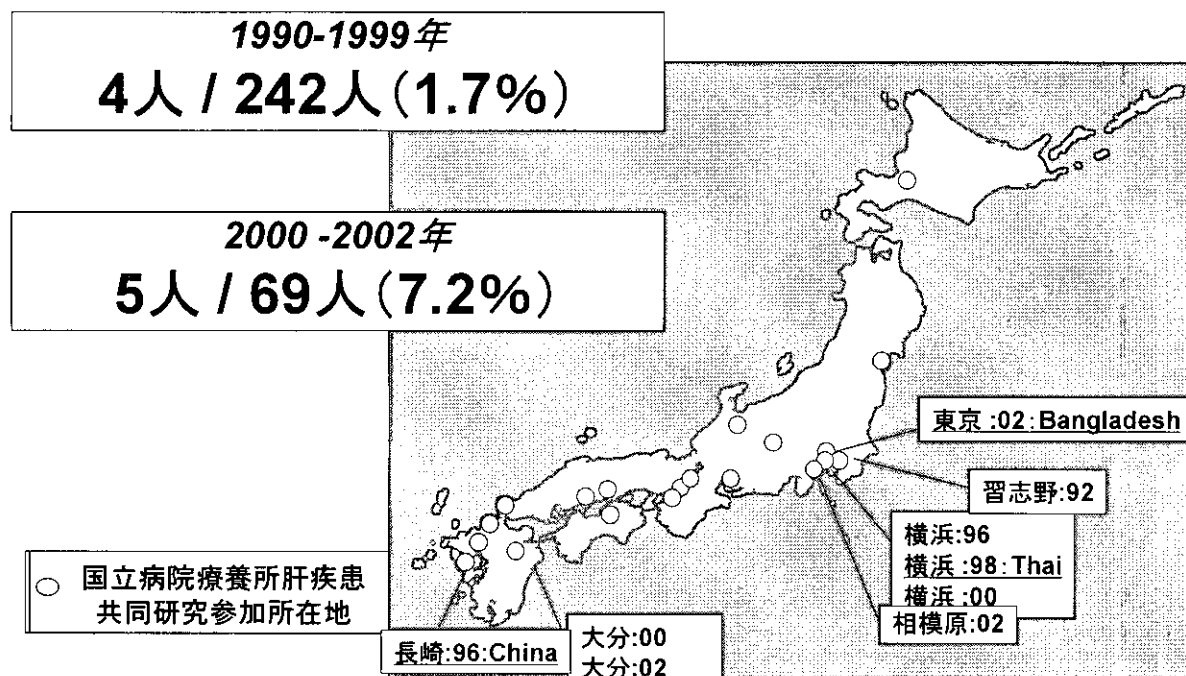 1990-1999年
4人 / 242人(1.7%)
2000 -2002年
5人 / 69人(7.2%)
東京 :02:Bangladesh
習志野:92
横浜:96
横浜 :98:Thai
横浜 :00
相模原:02
国立病院療養所肝疾患
共同研究参加所在地
長崎:96:China
大分:00
大分:02